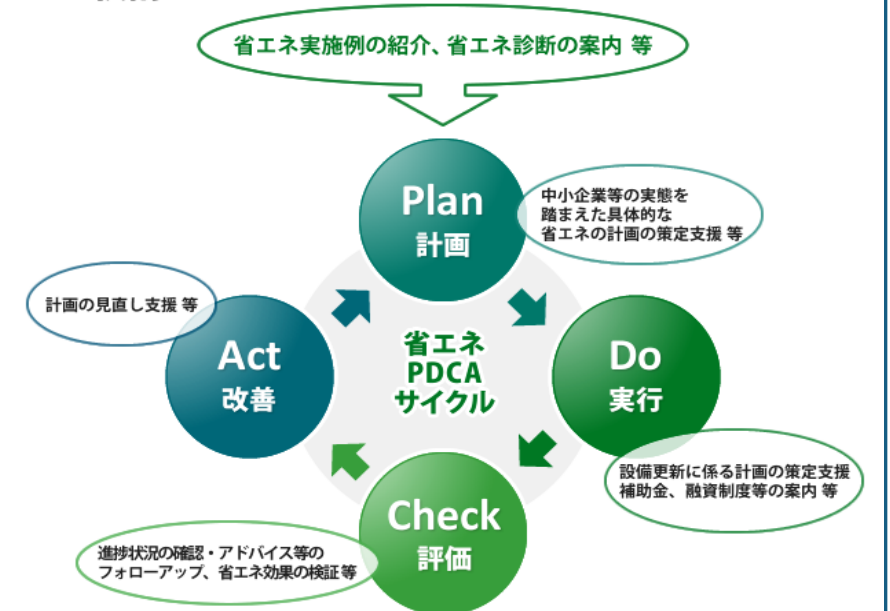 省エネ実施例の紹介、省エネ診断の案内 等
Plan
計画
中小企業等の実態を
踏まえた具体的な
省エネの計画の策定支援 等
計画の見直し支援 等
Act
改善
省エネ
PDCA
サイクル
Do
実行
設備更新に係る計画の策定支援
補助金、融資制度等の案内 等
Check
評価
進捗状況の確認・アドバイス等の
フォローアップ、省エネ効果の検証 等